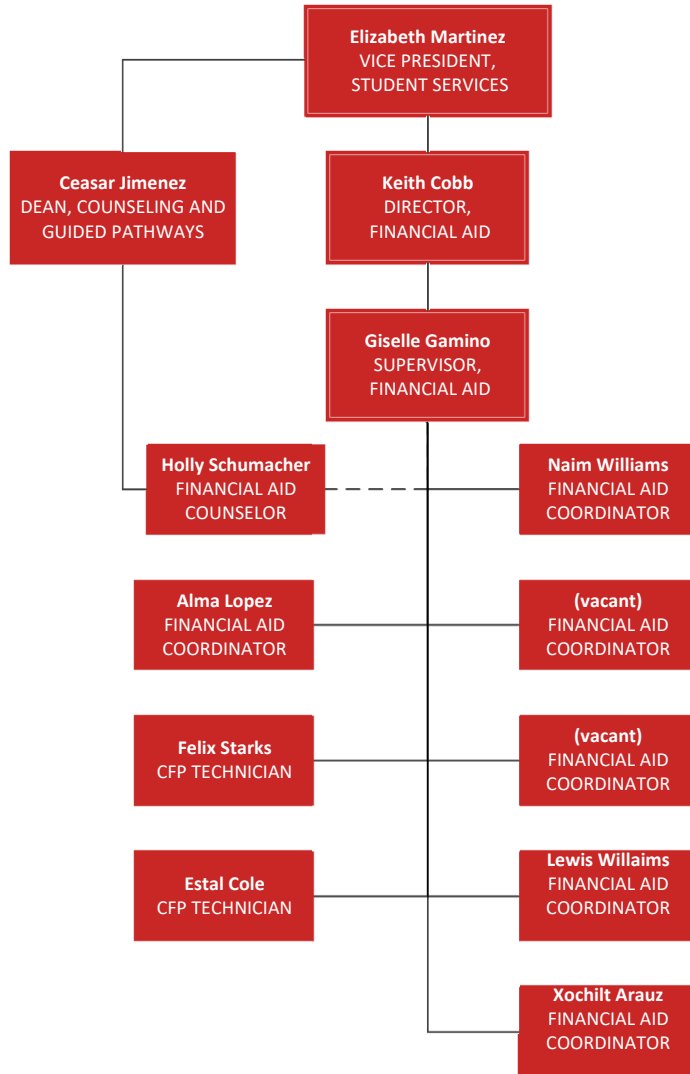 Elizabeth Martinez
VICE PRESIDENT,
STUDENT SERVICES
Ceasar Jimenez
DEAN, COUNSELING AND
GUIDED PATHWAYS
Keith Cobb
DIRECTOR,
FINANCIAL AID
Giselle Gamino
SUPERVISOR,
FINANCIAL AID
Holly Schumacher
FINANCIAL AID
COUNSELOR
Naim Williams
FINANCIAL AID
COORDINATOR
Alma Lopez
FINANCIAL AID
COORDINATOR
(vacant)
FINANCIAL AID
COORDINATOR
Felix Starks
CFP TECHNICIAN
(vacant)
FINANCIAL AID
COORDINATOR
Estal Cole
CFP TECHNICIAN
Lewis Willaims
FINANCIAL AID
COORDINATOR
Xochilt Arauz
FINANCIAL AID
COORDINATOR